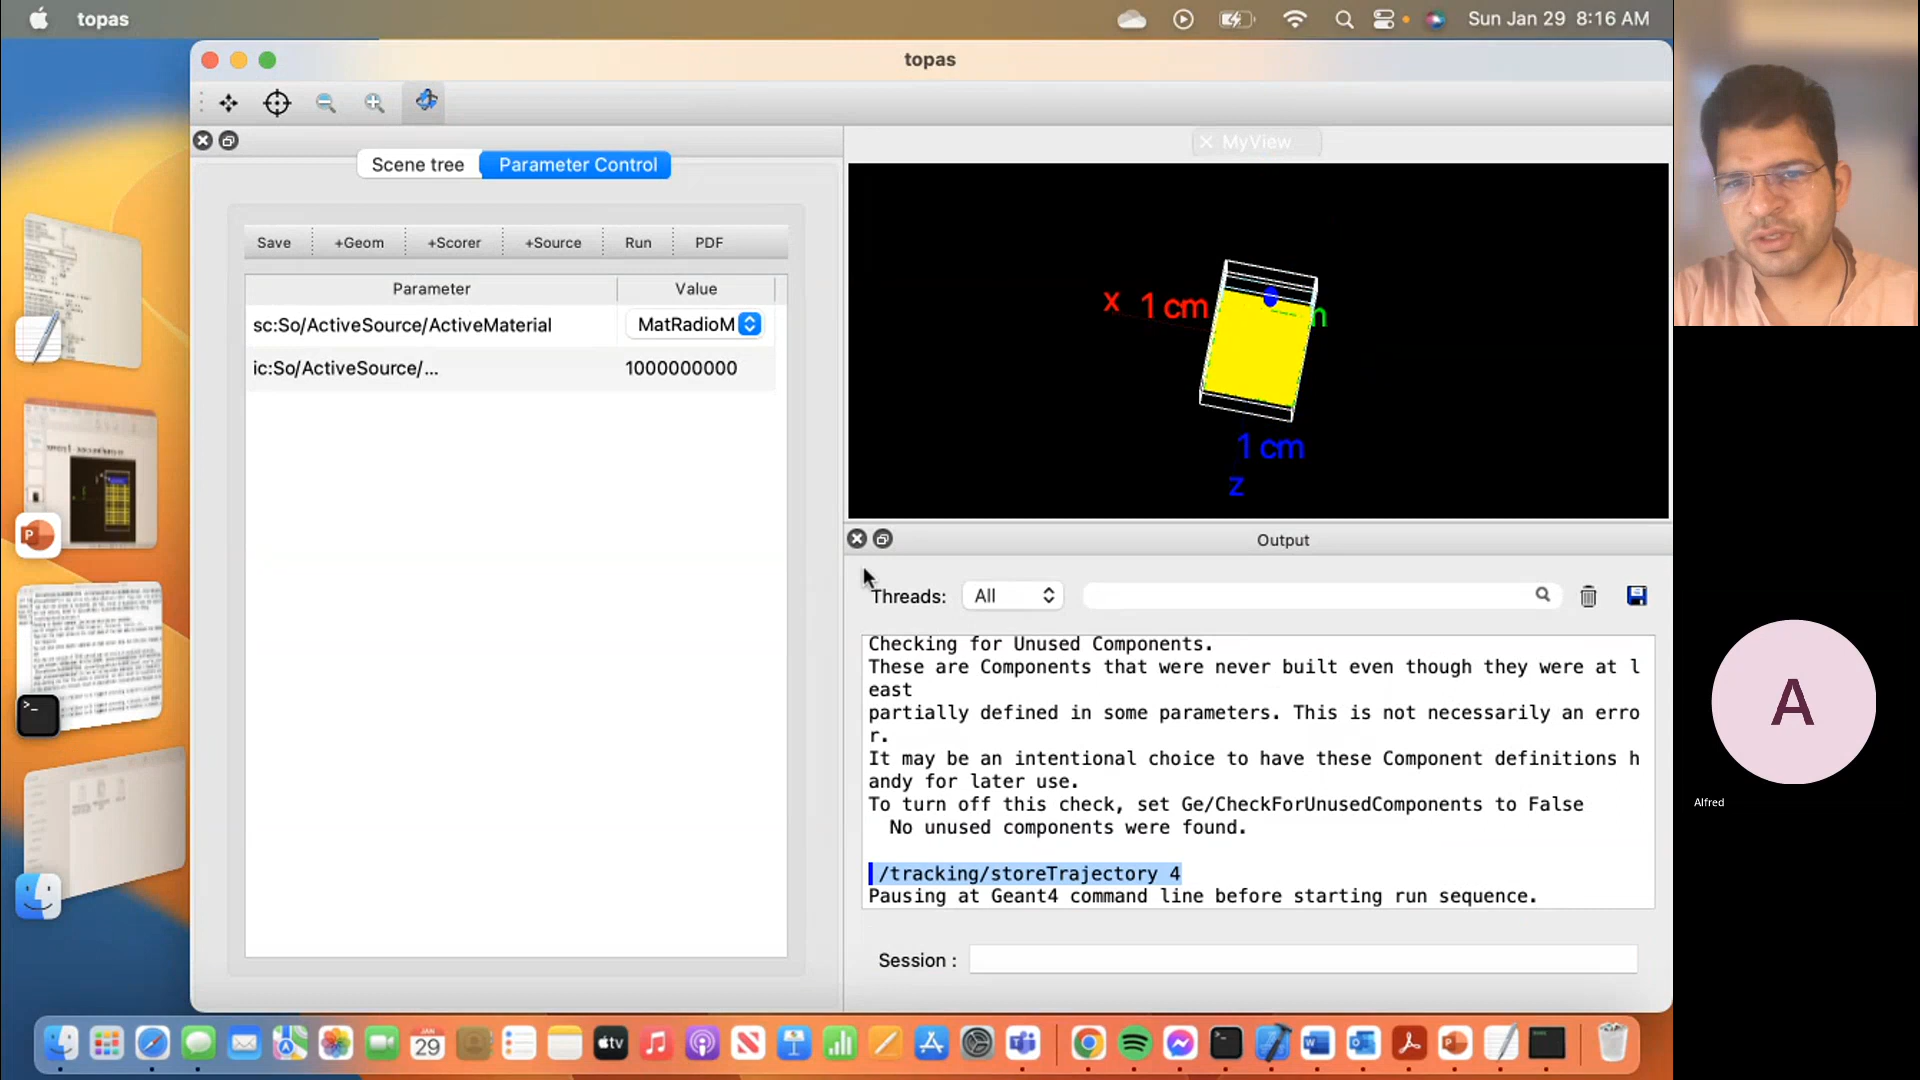 topas
Sun Jan 29 8:16 AM
topas
MyView
Scene tree
Parameter Control
Save
+Geom
+Scorer
+Source
Run
PDF
Parameter
Value
sc:So/ActiveSource/ActiveMaterial
MatRadioM
ic:So/ActiveSource/...
1000000000
x 1 cm
1 cm
z
Output
Threads:
All
Checking for Unused Components.
These are Components that were never built even though they were at l
east
partially defined in some parameters. This is not necessarily an erro
r.
It may be an intentional choice to have these Component definitions h
andy for later use.
To turn off this check, set Ge/CheckForUnusedComponents to False
No unused components were found.
/tracking/storeTrajectory 4
Pausing at Geant4 command line before starting run sequence.
Session :
A
Alfred
JAN
29
tv